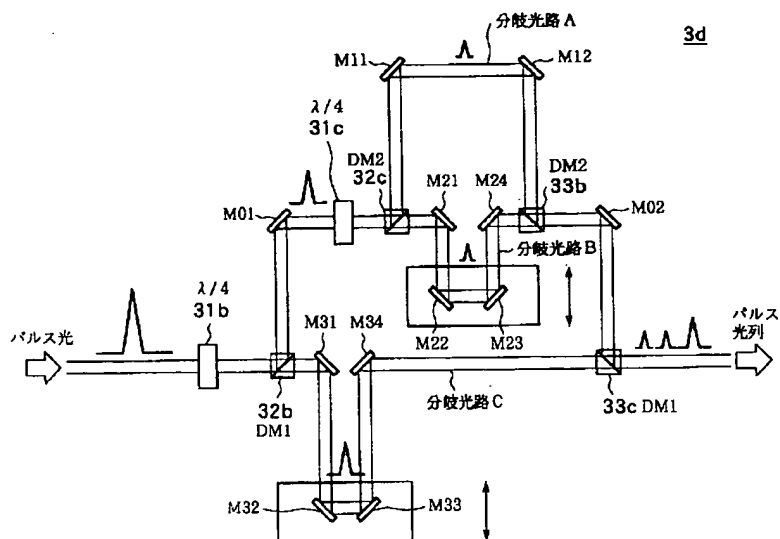 分岐光路A
3d
M11
M12
λ/4
31c
DM2
32c
M21
M24
DM2
33b
M01
M02
分岐光路B
λ/4
31b
M22
M23
パルス光
M31
M34
パルス
光列
32b
DM1
分岐光路C
33c DM1
M32
M33